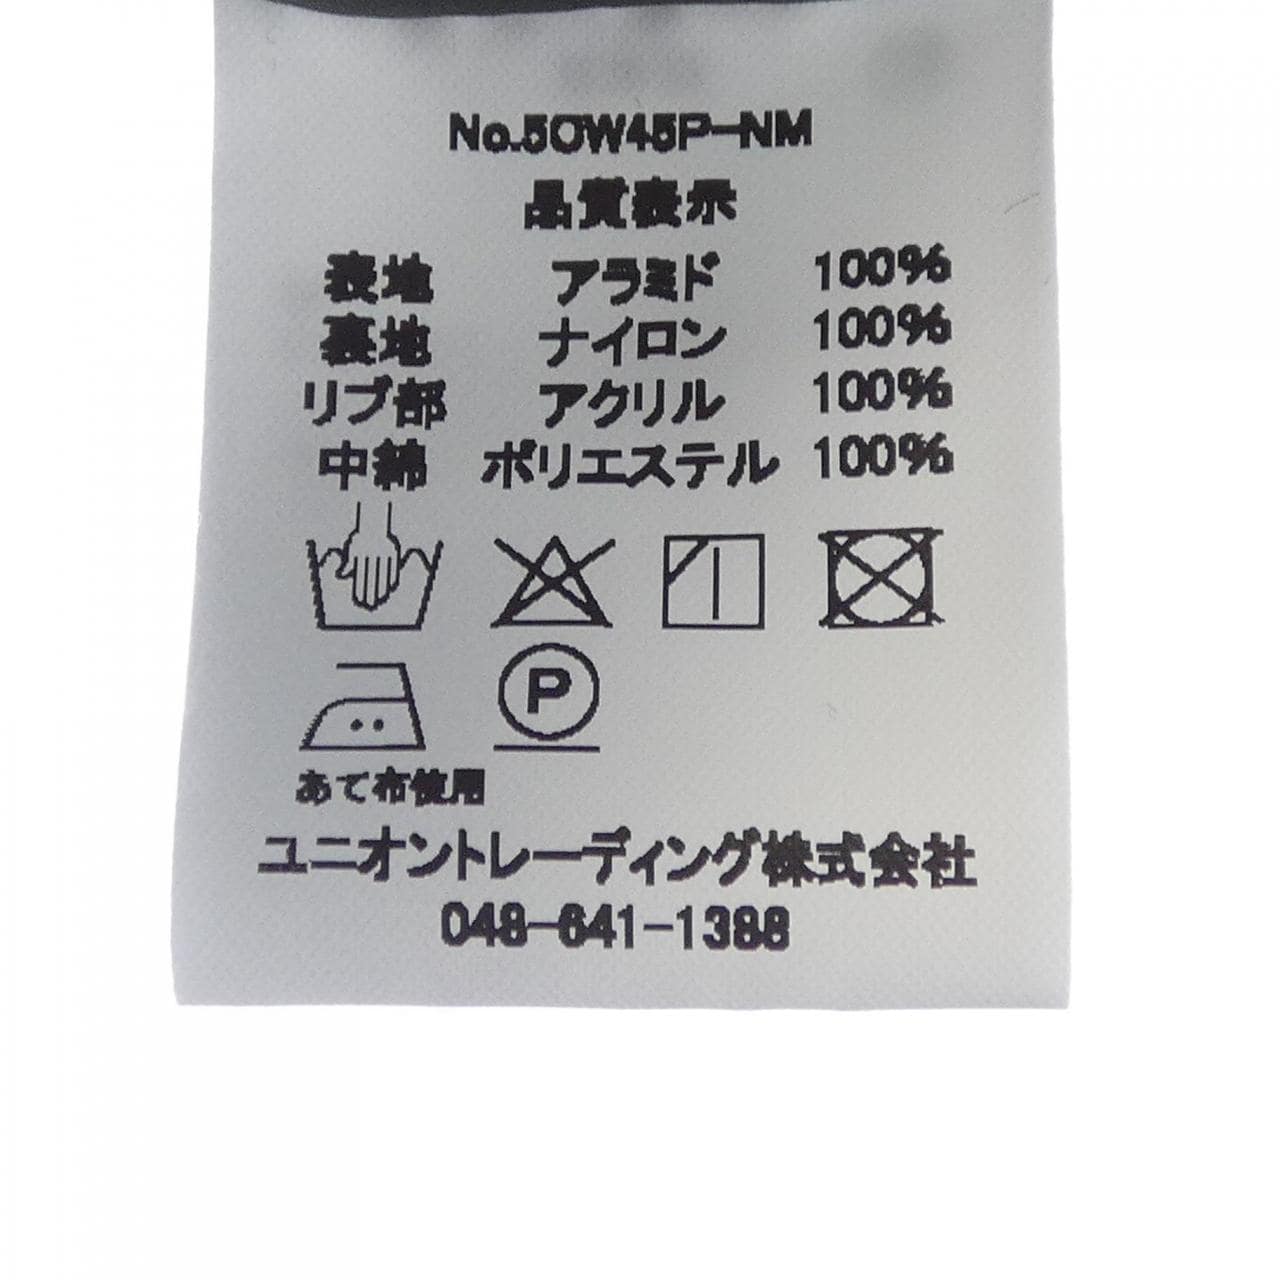 No.50W45P-NM
品質表示
表地 アラミド 100%
裏地 ナイロン 100%
リブ部 アクリル 100%
中綿 ポリエステル 100%
P
あて布使用
ユニオントレーディング株式会社
048-641-1388